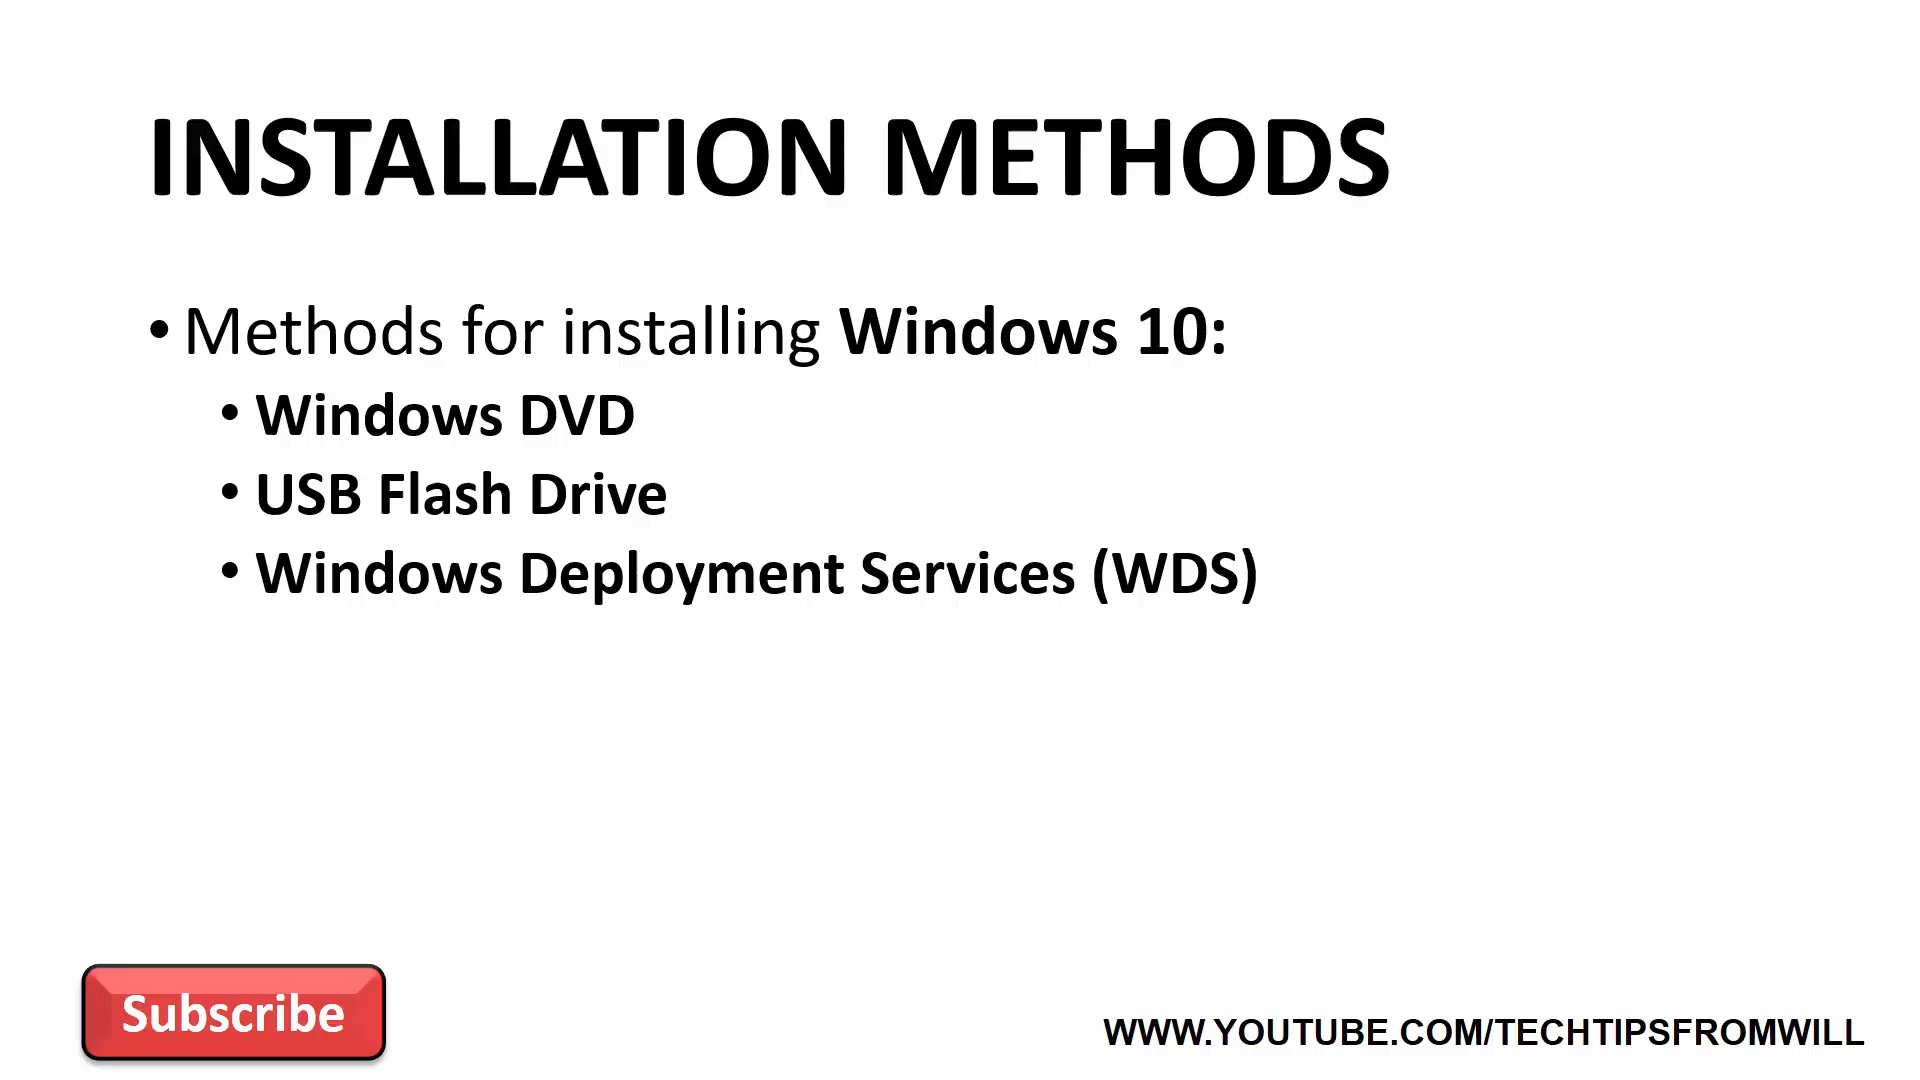 INSTALLATION METHODS
• Methods for installing Windows 10:
• Windows DVD
• USB Flash Drive
• Windows Deployment Services (WDS)
Subscribe
WWW.YOUTUBE.COM/TECHTIPSFROMWILL